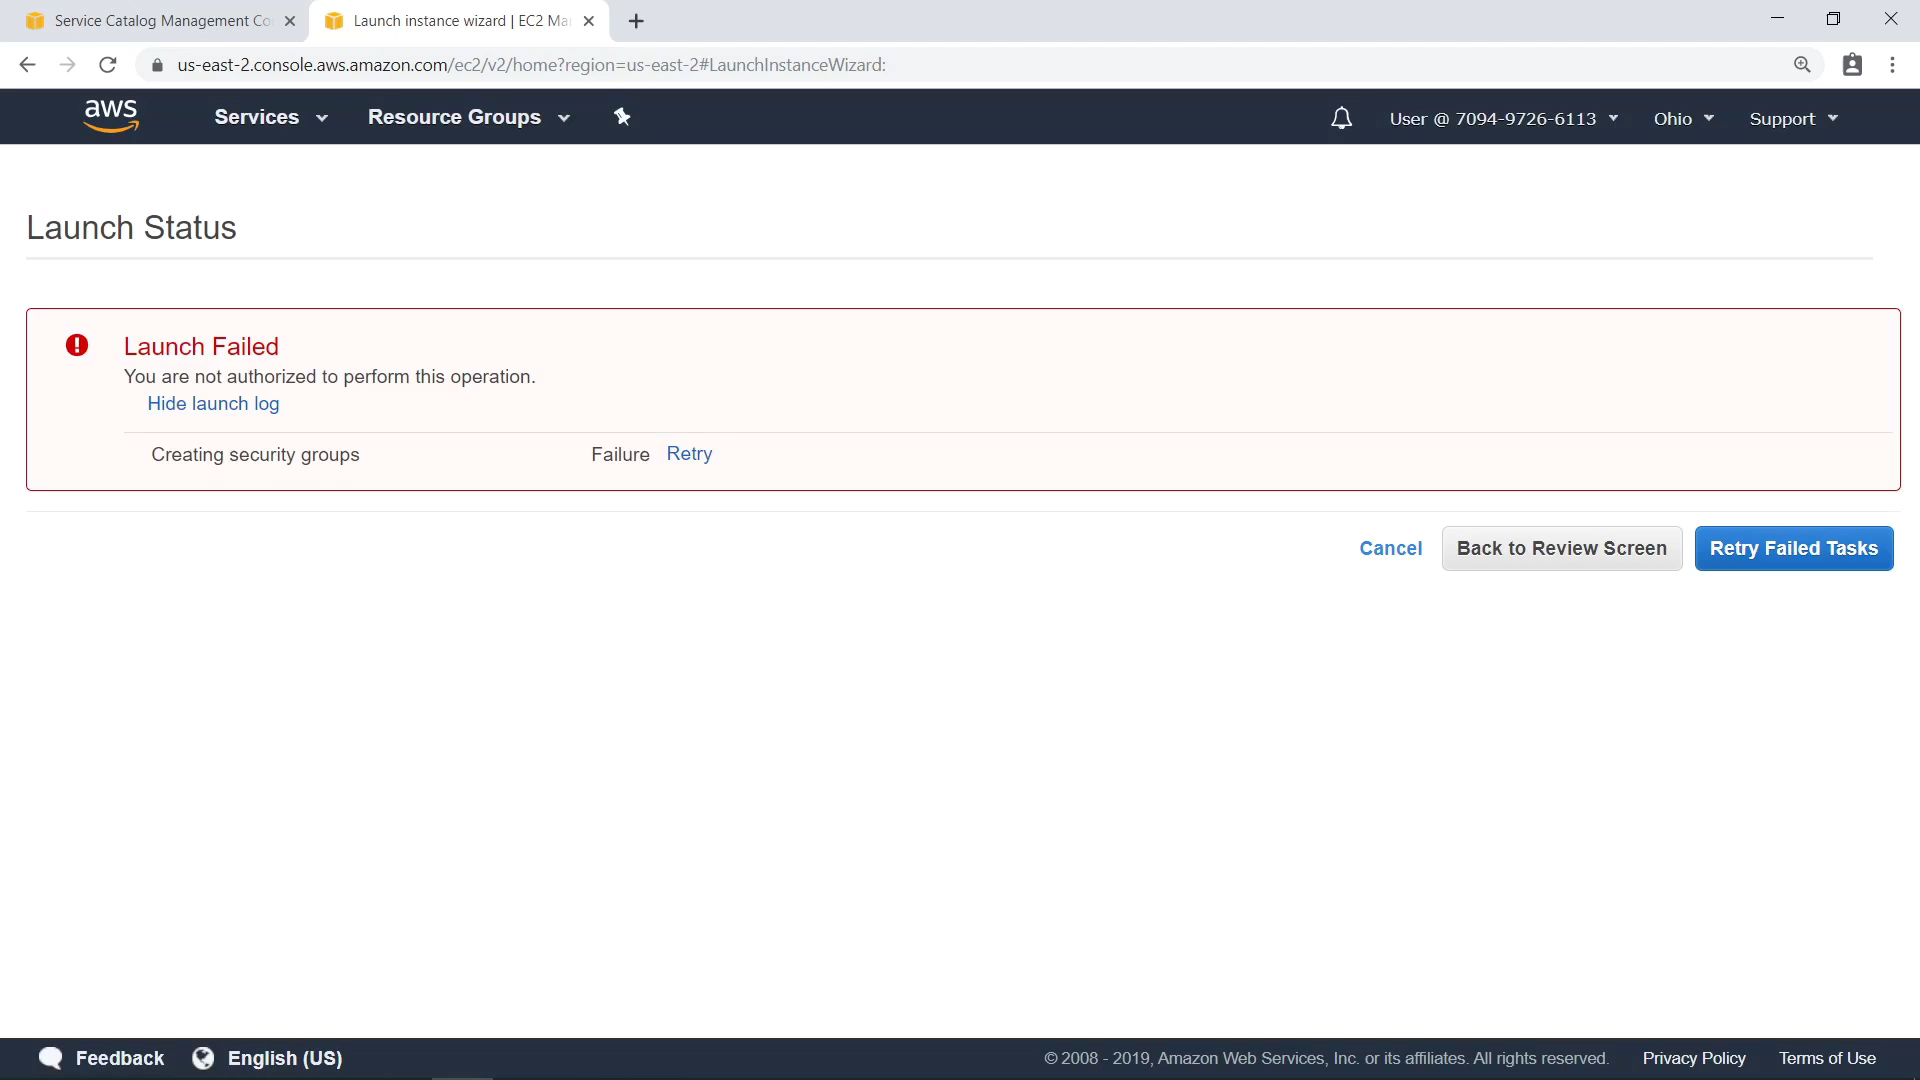 Service Catalog Management Co
Launch instance wizard | EC2 Ma
us-east-2.console.aws.amazon.com/ec2/v2/home?region=us-east-2#LaunchInstanceWizard:
aws
Services
Resource Groups
User @ 7094-9726-6113
Ohio
Support
Launch Status
Launch Failed
You are not authorized to perform this operation.
Hide launch log
Creating security groups Failure Retry
Cancel
Back to Review Screen
Retry Failed Tasks
Feedback
English (US)
© 2008 - 2019, Amazon Web Services, Inc. or its affiliates. All rights reserved.
Privacy Policy
Terms of Use